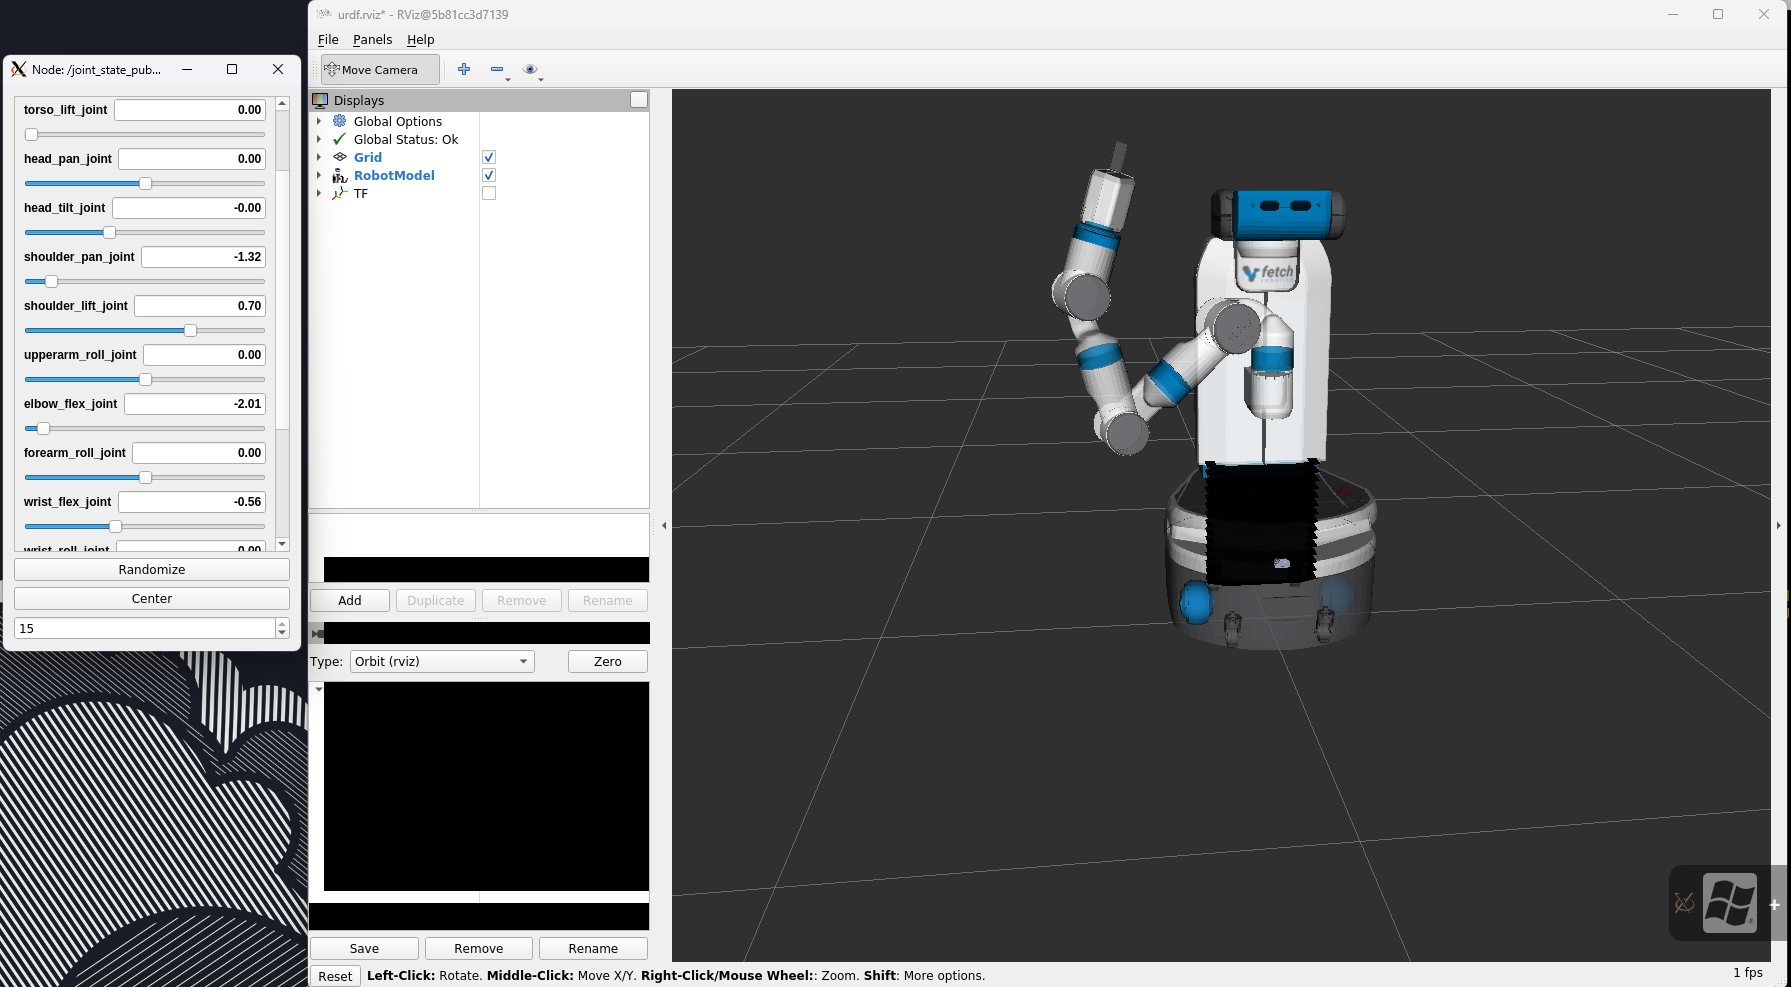 urdf.rviz* - RViz@5b81cc3d7139
File Panels Help
Node: /joint_state_pub...
Move Camera
torso_lift_joint 0.00
head_pan_joint 0.00
head_tilt_joint -0.00
shoulder_pan_joint -1.32
shoulder_lift_joint 0.70
upperarm_roll_joint 0.00
elbow_flex_joint -2.01
forearm_roll_joint 0.00
wrist_flex_joint -0.56
wrist_roll_joint 0.00
Randomize
Center
15
Displays
Global Options
Global Status: Ok
Grid
RobotModel
TF
Add Duplicate Remove Rename
Type: Orbit (rviz) Zero
Save Remove Rename
Reset Left-Click: Rotate. Middle-Click: Move X/Y. Right-Click/Mouse Wheel:: Zoom. Shift: More options.
1 fps
fetch